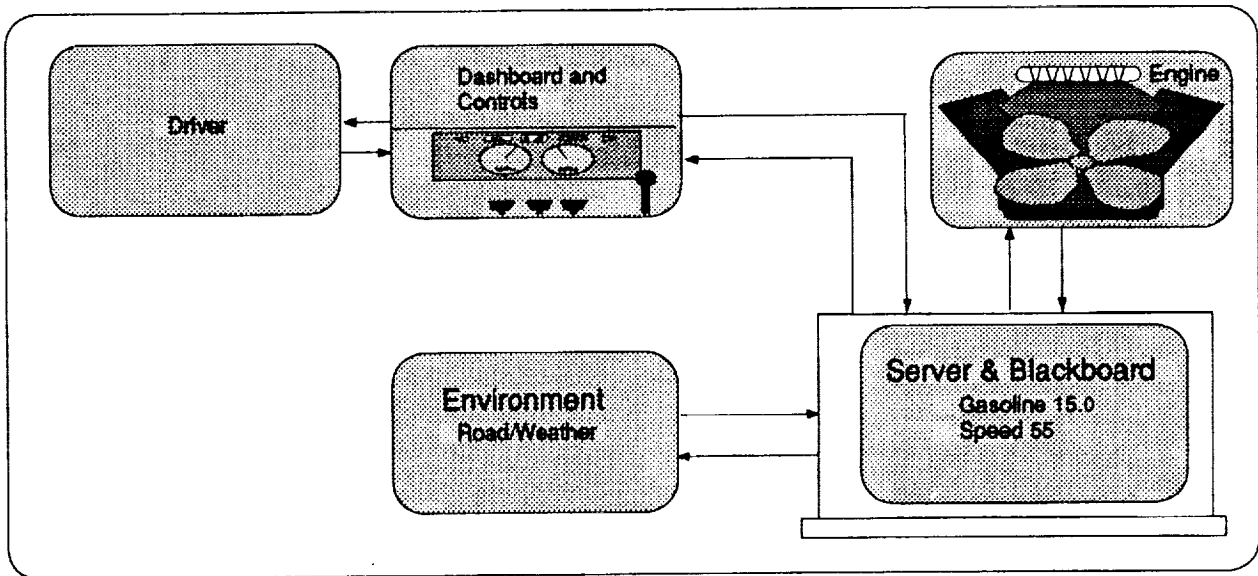 Driver
Dashboard and
Controls
Engine
Environment
Road/Weather
Server & Blackboard
Gasoline 15.0
Speed 55